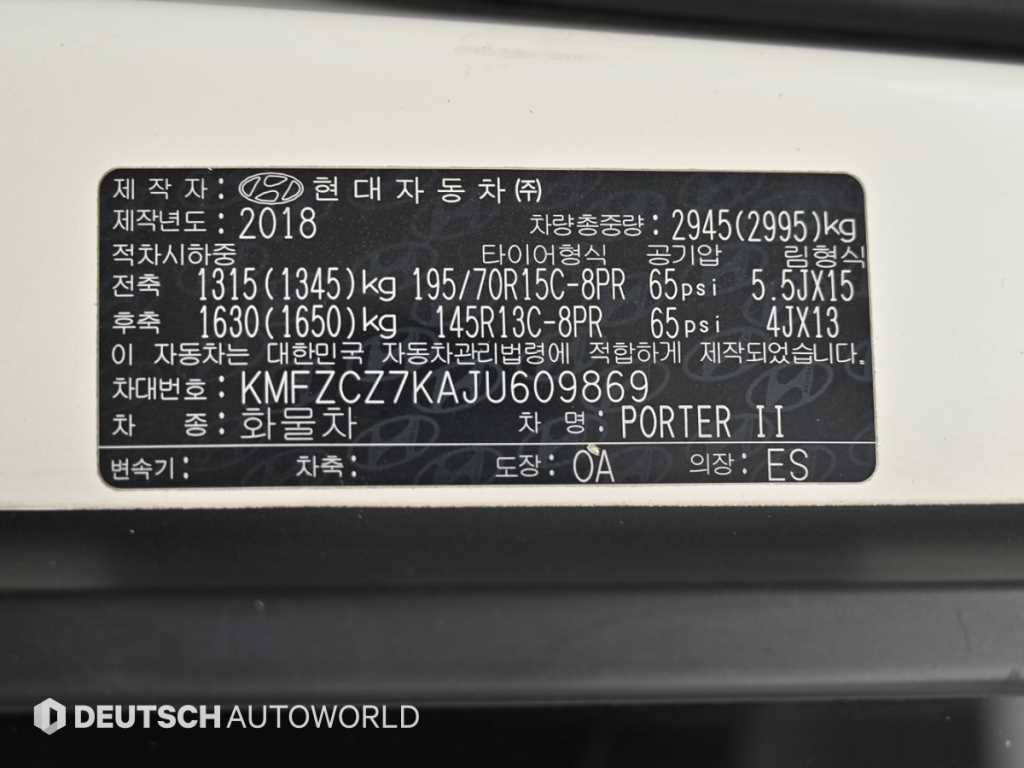 제 작 자: 현대자동차㈜
제작년도: 2018 차량총중량: 2945(2995)kg
적차시하중 타이어형식 공기압 림형식
전축 1315(1345)kg 195/70R15C-8PR 65psi 5.5JX15
후축 1630(1650)kg 145R13C-8PR 65psi 4JX13
이 자동차는 대한민국 자동차관리법령에 적합하게 제작되었습니다.
차대번호: KMFZCZ7KAJU609869
차 종: 화물차 차 명: PORTER II
변속기: 차축: 도장: OA 의장: ES
DEUTSCH AUTOWORLD